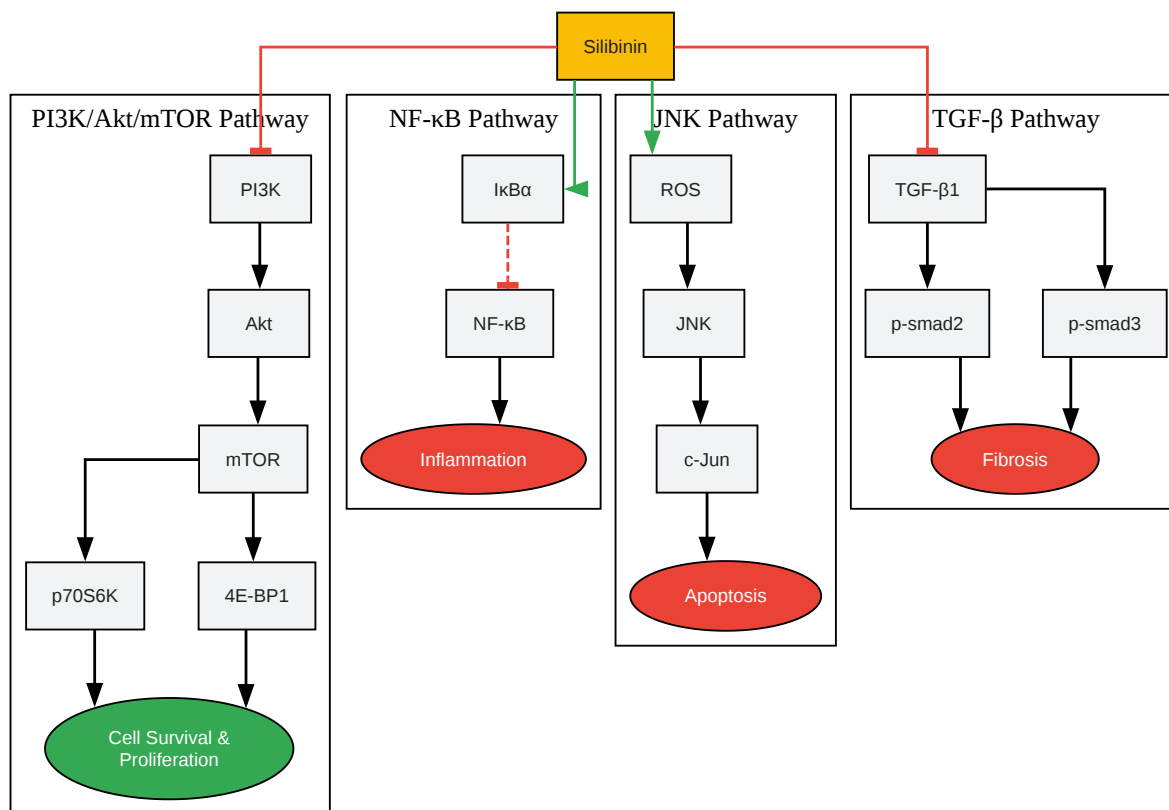 Silibinin
PI3K/Akt/mTOR Pathway
PI3K
Akt
mTOR
p70S6K
4E-BP1
Cell Survival &
Proliferation
NF-κB Pathway
IκBα
NF-κB
Inflammation
JNK Pathway
ROS
JNK
c-Jun
Apoptosis
TGF-β Pathway
TGF-β1
p-smad2
p-smad3
Fibrosis